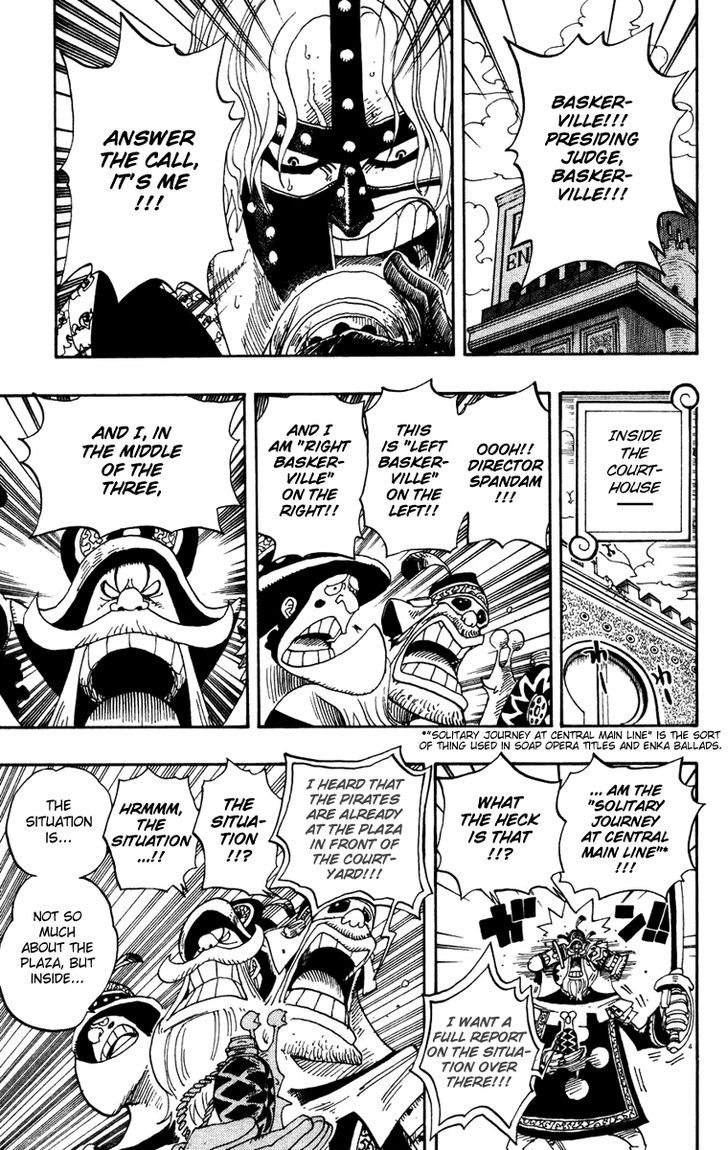 BASKER-
VILLE!!!
PRESIDING
JUDGE,
BASKER-
VILLE!!!
EN
ANSWER
THE CALL,
IT'S ME
!!!
INSIDE
THE
COURT-
HOUSE
OOOH!!
DIRECTOR
SPANDAM
!!!
THIS
IS "LEFT
BASKER-
VILLE"
ON THE
LEFT!!
AND I
AM "RIGHT
BASKER-
VILLE"
ON THE
RIGHT!!
AND I, IN
THE MIDDLE
OF THE
THREE,
*"SOLITARY JOURNEY AT CENTRAL MAIN LINE" IS THE SORT
OF THING USED IN SOAP OPERA TITLES AND ENKA BALLADS.
... AM THE
"SOLITARY
JOURNEY
AT CENTRAL
MAIN LINE"*
!!!
WHAT
THE HECK
IS THAT
!!?
ガン!!
I WANT A
FULL REPORT
ON THE SITUA-
TION OVER
THERE!!!
I HEARD THAT
THE PIRATES
ARE ALREADY
AT THE PLAZA
IN FRONT OF
THE COURT-
YARD!!!
THE
SITUA-
TION
!!?
HRMMM,
THE
SITUATION
...!!
THE
SITUATION
IS...
NOT SO
MUCH
ABOUT THE
PLAZA, BUT
INSIDE...